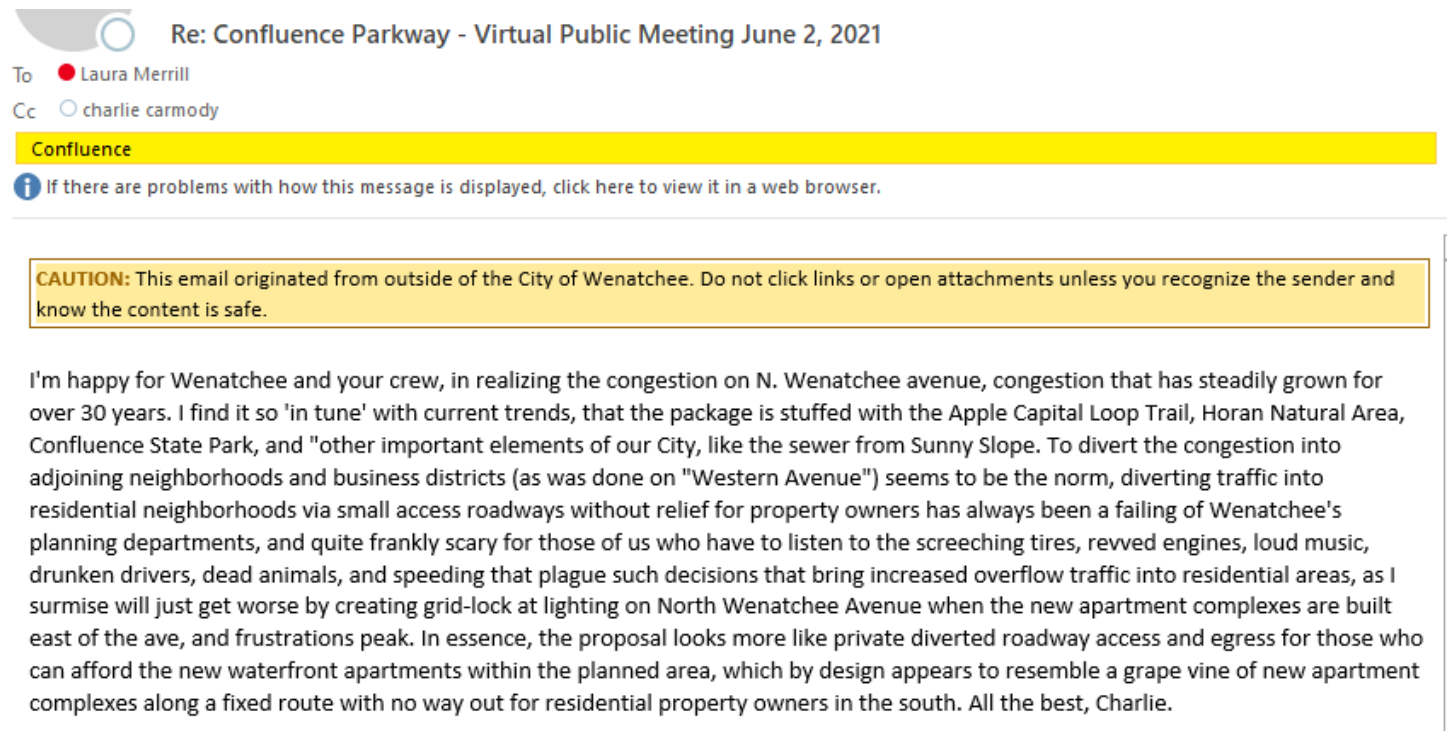 Re: Confluence Parkway - Virtual Public Meeting June 2, 2021
To Laura Merrill
Cc charlie carmody
Confluence
If there are problems with how this message is displayed, click here to view it in a web browser.
CAUTION: This email originated from outside of the City of Wenatchee. Do not click links or open attachments unless you recognize the sender and
know the content is safe.
I'm happy for Wenatchee and your crew, in realizing the congestion on N. Wenatchee avenue, congestion that has steadily grown for
over 30 years. I find it so 'in tune' with current trends, that the package is stuffed with the Apple Capital Loop Trail, Horan Natural Area,
Confluence State Park, and "other important elements of our City, like the sewer from Sunny Slope. To divert the congestion into
adjoining neighborhoods and business districts (as was done on "Western Avenue") seems to be the norm, diverting traffic into
residential neighborhoods via small access roadways without relief for property owners has always been a failing of Wenatchee's
planning departments, and quite frankly scary for those of us who have to listen to the screeching tires, revved engines, loud music,
drunken drivers, dead animals, and speeding that plague such decisions that bring increased overflow traffic into residential areas, as I
surmise will just get worse by creating grid-lock at lighting on North Wenatchee Avenue when the new apartment complexes are built
east of the ave, and frustrations peak. In essence, the proposal looks more like private diverted roadway access and egress for those who
can afford the new waterfront apartments within the planned area, which by design appears to resemble a grape vine of new apartment
complexes along a fixed route with no way out for residential property owners in the south. All the best, Charlie.